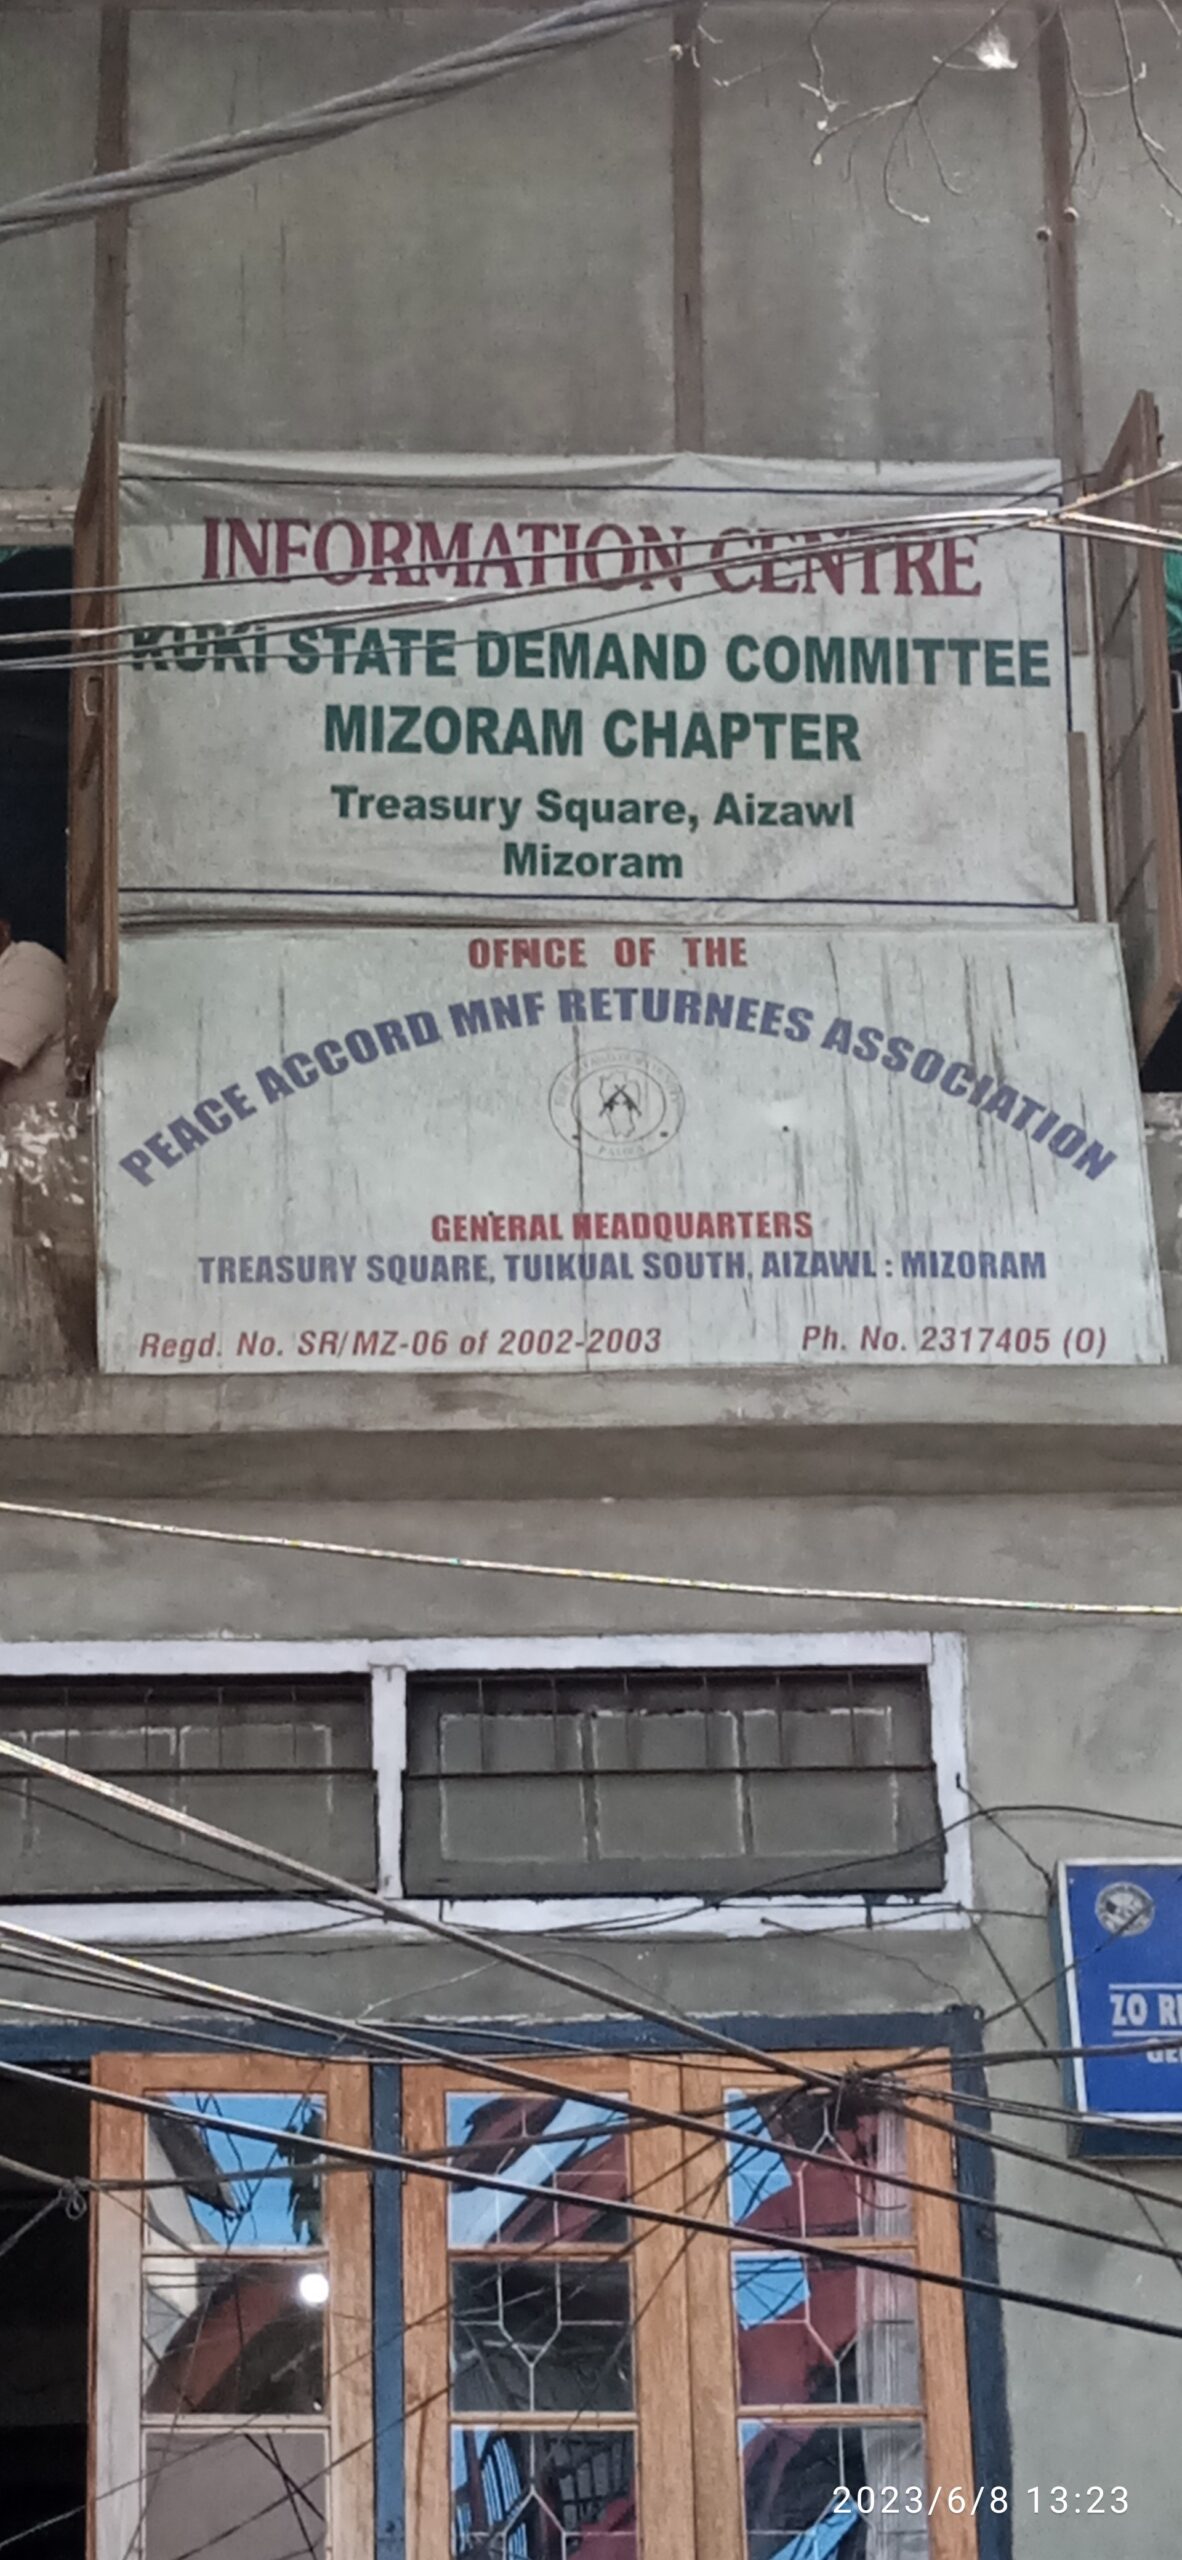 INFORMATION CENTRE
KUKI STATE DEMAND COMMITTEE
MIZORAM CHAPTER
Treasury Square, Aizawl
Mizoram
OFFICE OF THE
PEACE ACCORD MNF RETURNEES ASSOCIATION
GENERAL HEADQUARTERS
TREASURY SQUARE, TUIKUAL SOUTH, AIZAWL : MIZORAM
Regd. No. SR/MZ-06 of 2002-2003 Ph. No. 2317405 (O)
ZO
2023/6/8 13:23